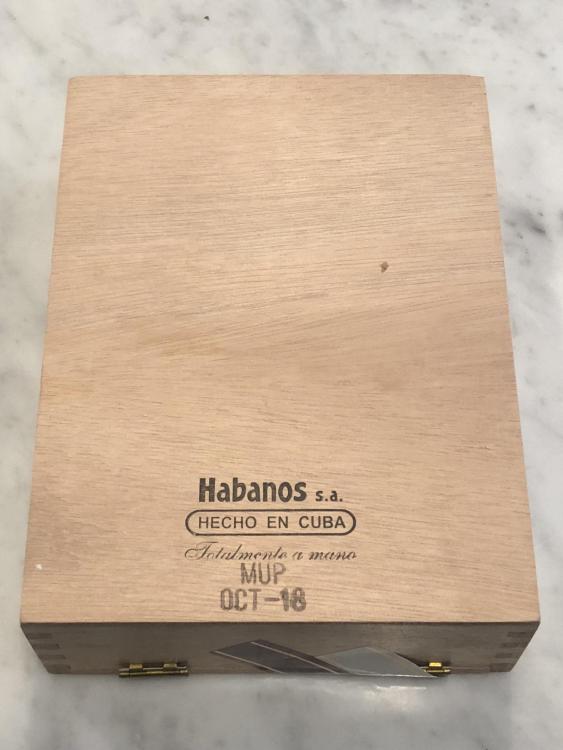 Habanos s.a.
HECHO EN CUBA
Totalmente a mano
MUP
OCT-18